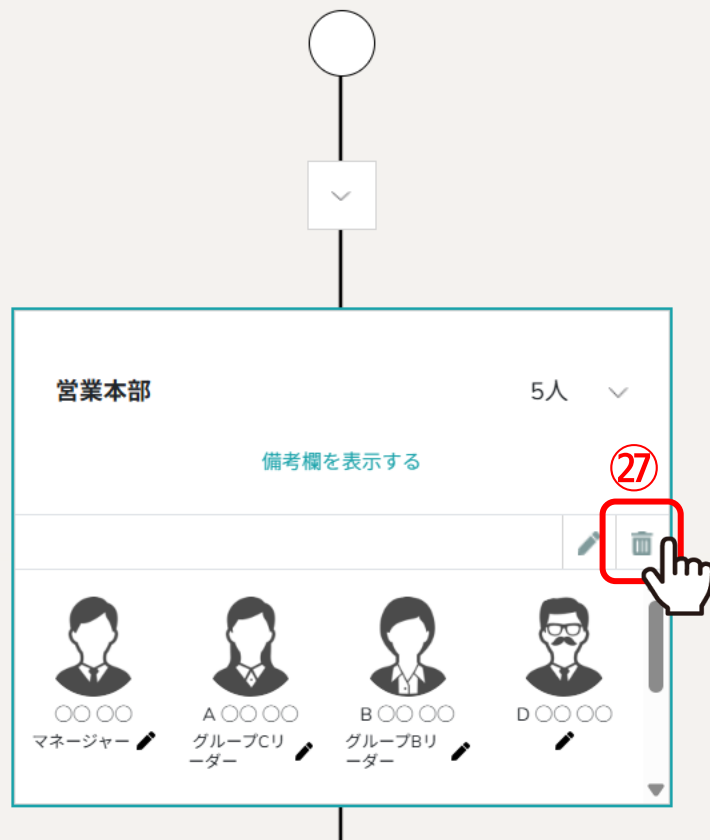 営業本部 5人
備考欄を表示する
㉗
〇〇 〇〇 A 〇〇 〇〇 B 〇〇 〇〇 D 〇〇 〇〇
マネージャー グループCリ グループBリ
ーダー ーダー